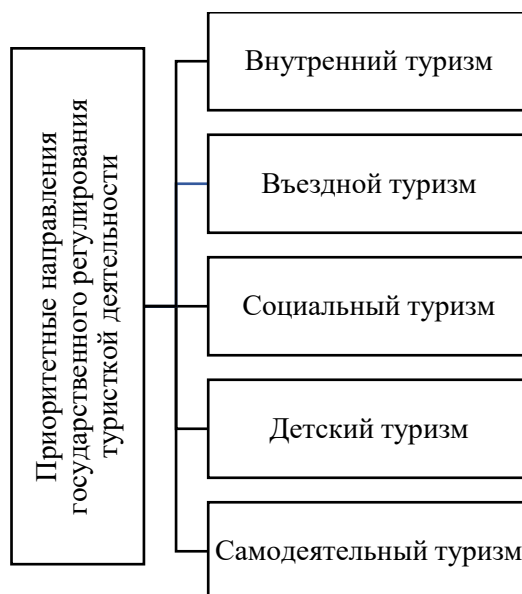 Приоритетные направления
государственного регулирования
туристкой деятельности
Внутренний туризм
Въездной туризм
Социальный туризм
Детский туризм
Самодеятельный туризм